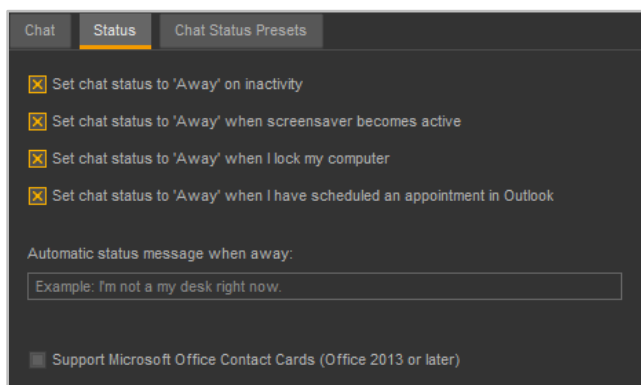 Chat Status Chat Status Presets
Set chat status to 'Away' on inactivity
Set chat status to 'Away' when screensaver becomes active
Set chat status to 'Away' when I lock my computer
Set chat status to 'Away' when I have scheduled an appointment in Outlook
Automatic status message when away:
Example: I'm not a my desk right now.
Support Microsoft Office Contact Cards (Office 2013 or later)